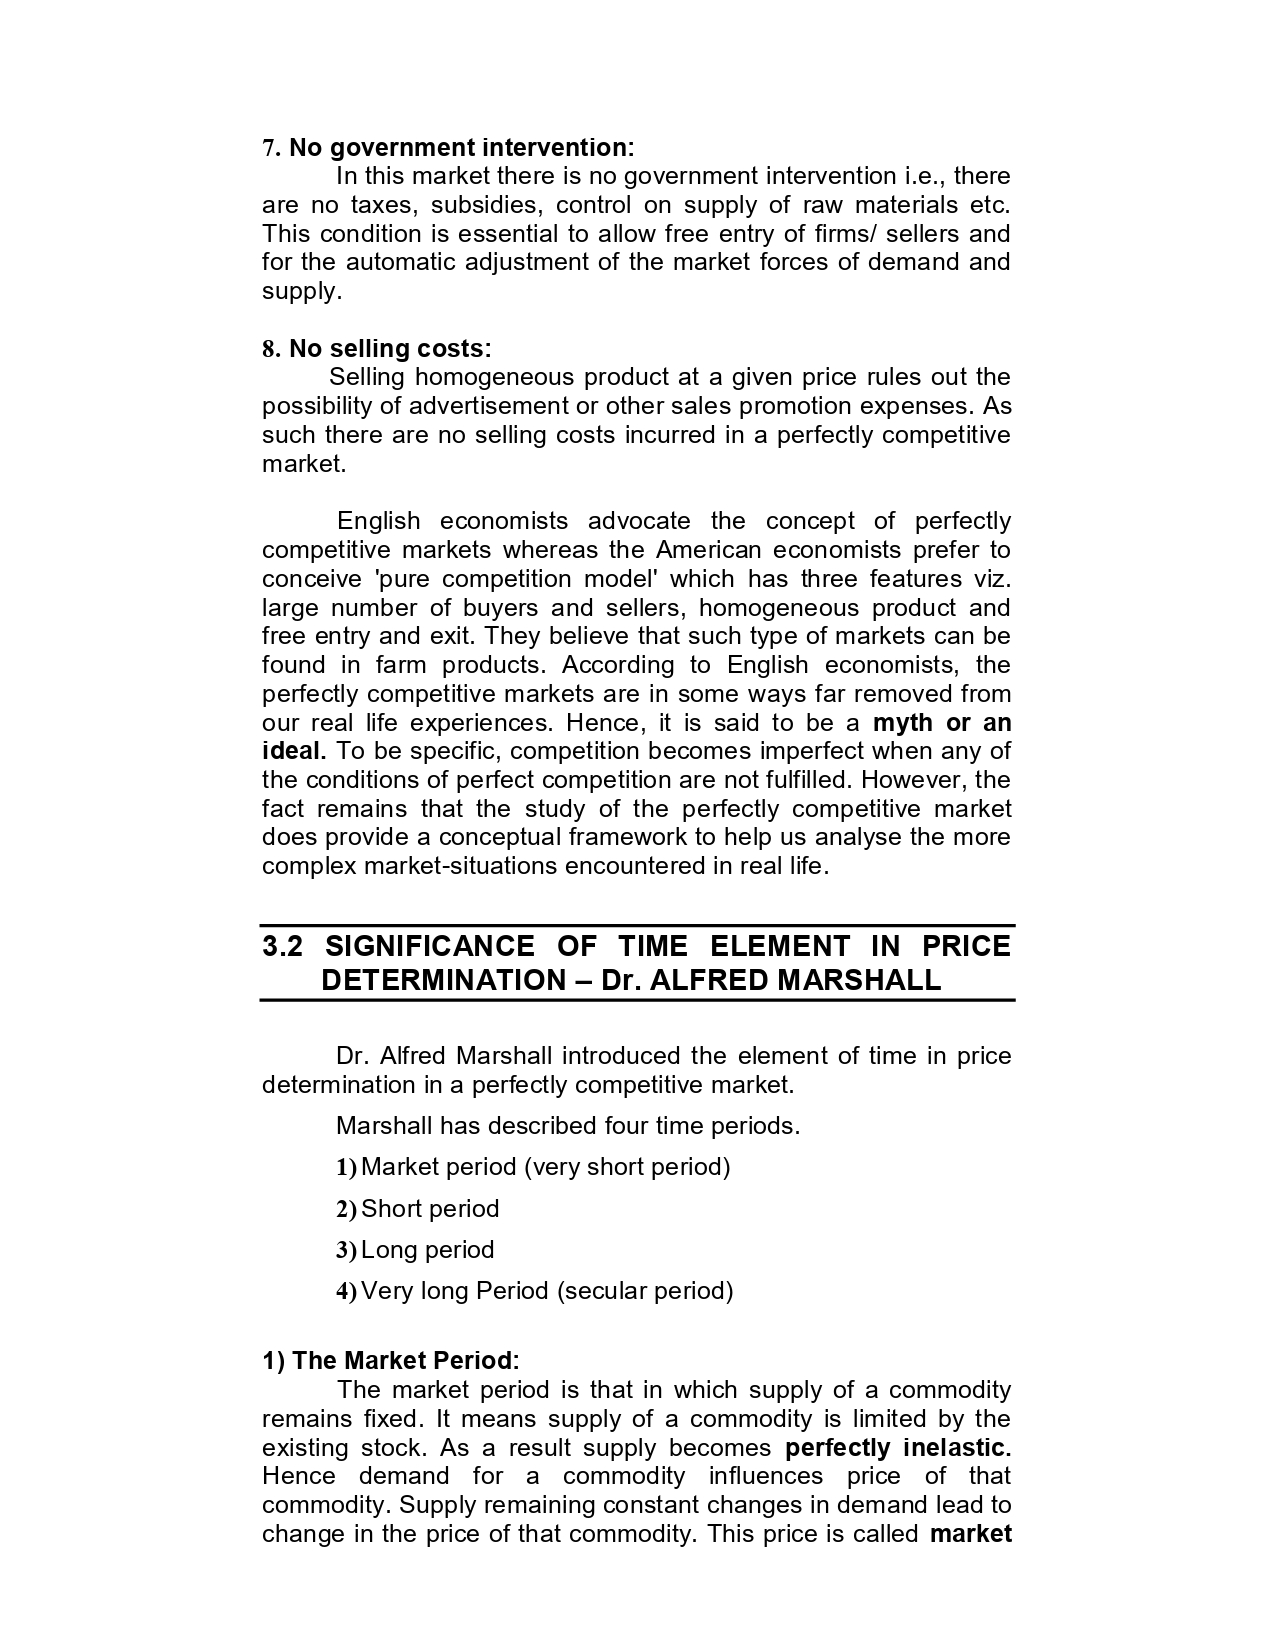 7. No government intervention:
In this market there is no government intervention i.e., there
are no taxes, subsidies, control on supply of raw materials etc.
This condition is essential to allow free entry of firms/ sellers and
for the automatic adjustment of the market forces of demand and
supply.
8. No selling costs:
Selling homogeneous product at a given price rules out the
possibility of advertisement or other sales promotion expenses. As
such there are no selling costs incurred in a perfectly competitive
market.
English economists advocate the concept of perfectly
competitive markets whereas the American economists prefer to
conceive 'pure competition model' which has three features viz.
large number of buyers and sellers, homogeneous product and
free entry and exit. They believe that such type of markets can be
found in farm products. According to English economists, the
perfectly competitive markets are in some ways far removed from
our real life experiences. Hence, it is said to be a myth or an
ideal. To be specific, competition becomes imperfect when any of
the conditions of perfect competition are not fulfilled. However, the
fact remains that the study of the perfectly competitive market
does provide a conceptual framework to help us analyse the more
complex market-situations encountered in real life.
3.2 SIGNIFICANCE OF TIME ELEMENT IN PRICE
DETERMINATION – Dr. ALFRED MARSHALL
Dr. Alfred Marshall introduced the element of time in price
determination in a perfectly competitive market.
Marshall has described four time periods.
1) Market period (very short period)
2) Short period
3) Long period
4) Very long Period (secular period)
1) The Market Period:
The market period is that in which supply of a commodity
remains fixed. It means supply of a commodity is limited by the
existing stock. As a result supply becomes perfectly inelastic.
Hence demand for a commodity influences price of that
commodity. Supply remaining constant changes in demand lead to
change in the price of that commodity. This price is called market